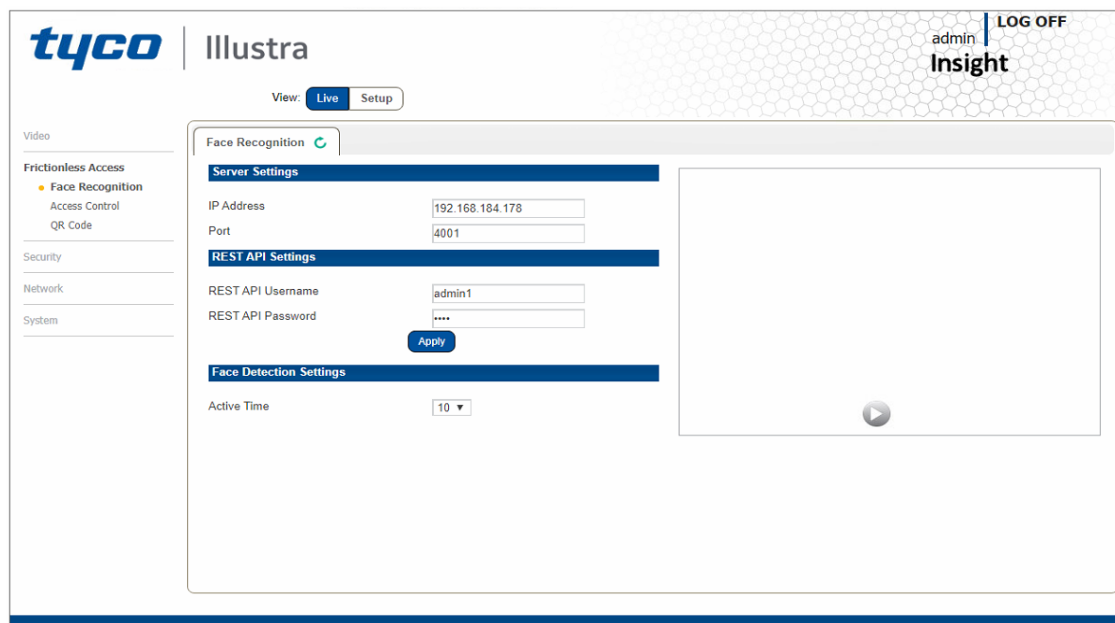 tyco | Illustra
admin | LOG OFF
Insight
View: Live Setup
Video
Frictionless Access
Face Recognition
Access Control
QR Code
Security
Network
System
Face Recognition
Server Settings
IP Address 192.168.184.178
Port 4001
REST API Settings
REST API Username admin1
REST API Password ••••
Apply
Face Detection Settings
Active Time 10